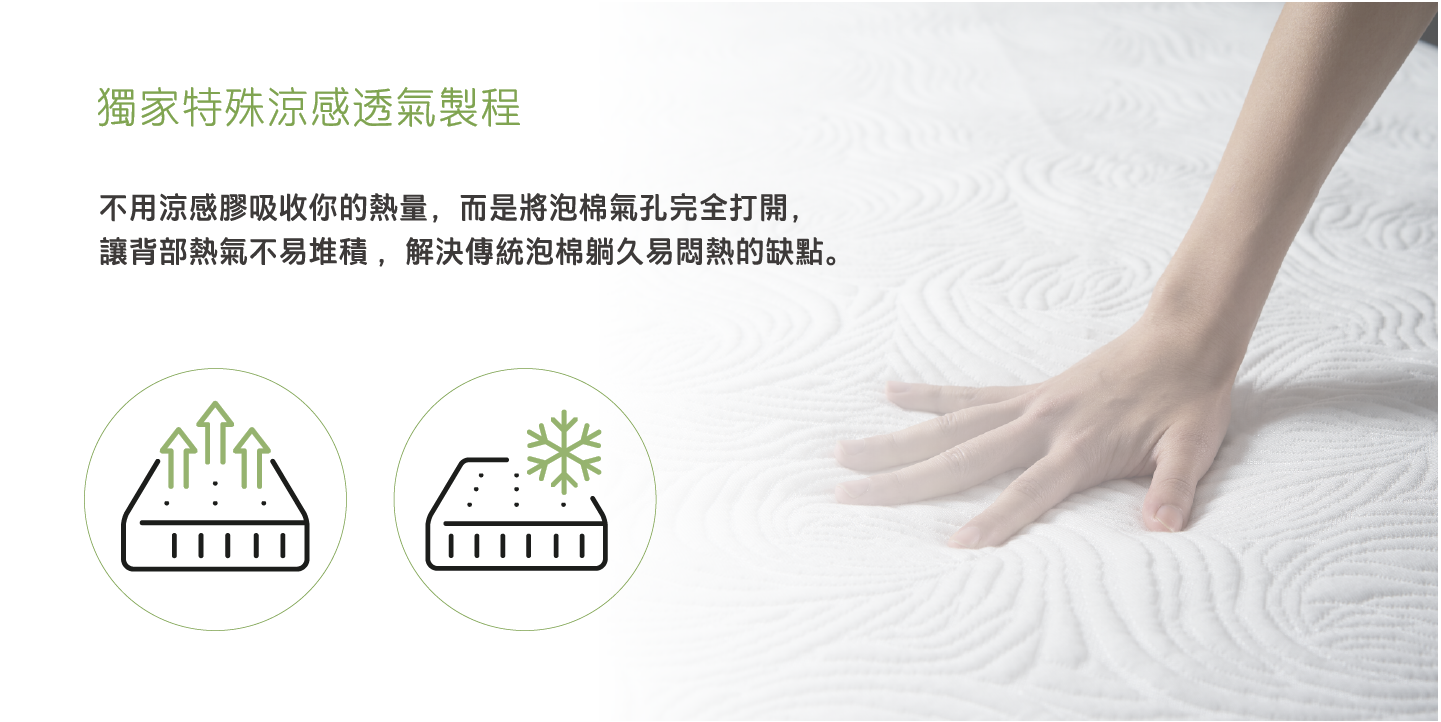 獨家特殊涼感透氣製程
不用涼感膠吸收你的熱量，而是將泡棉氣孔完全打開，
讓背部熱氣不易堆積，解決傳統泡棉躺久易悶熱的缺點。